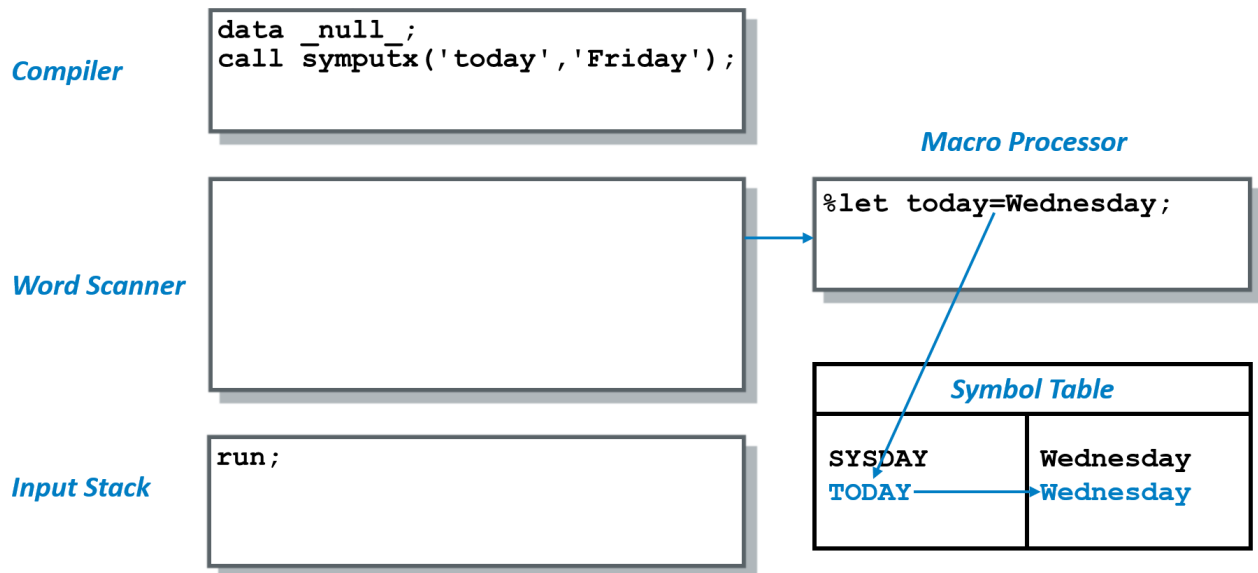 Compiler
data _null_;
call symputx('today','Friday');
Macro Processor
%let today=Wednesday;
Word Scanner
Symbol Table
SYSDAY Wednesday
TODAY Wednesday
Input Stack
run;